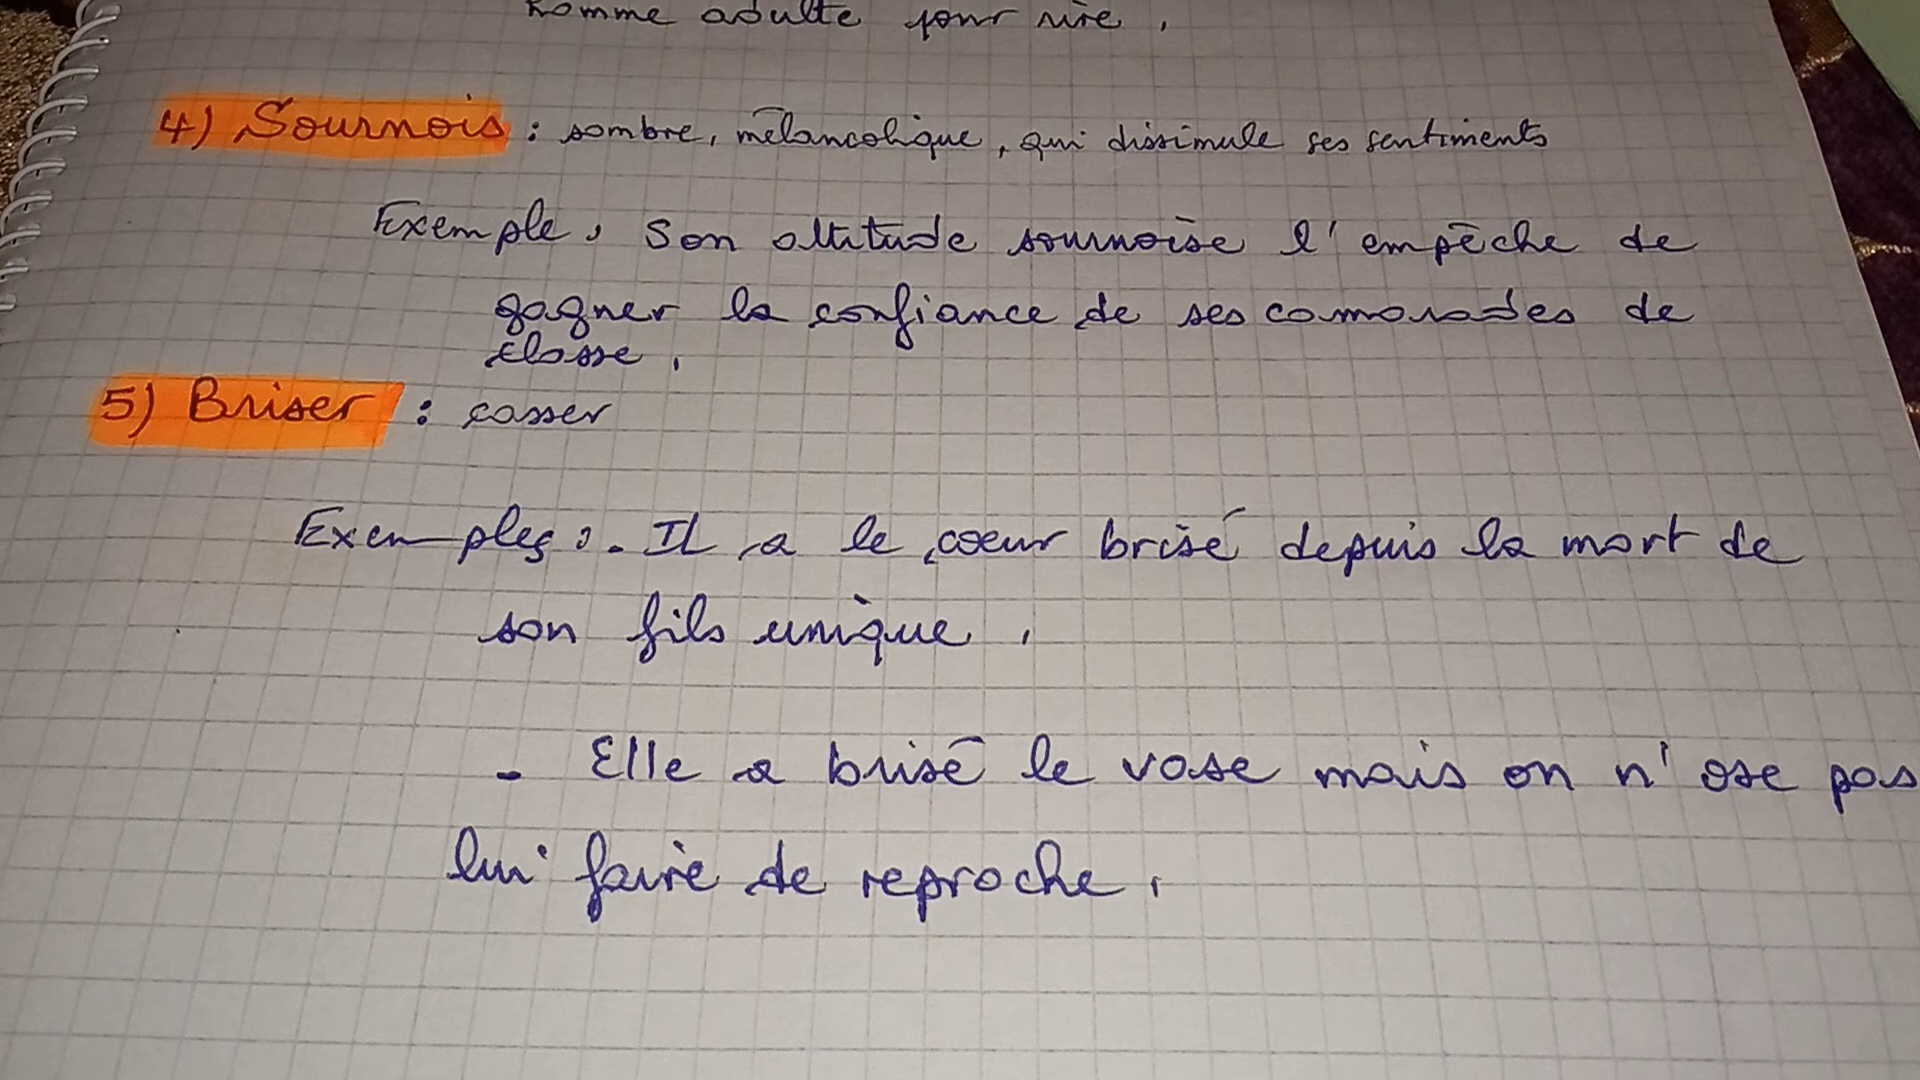 homme adulte pour rire.
4) Sournois : sombre, mélancolique, qui dissimule ses sentiments
Exemple : Son attitude sournoise l'empêche de
gagner la confiance de ses camarades de
classe.
5) Briser : casser
Exemples : - Il a le cœur brisé depuis la mort de
son fils unique.
- Elle a brisé le vase mais on n'ose pas
lui faire de reproche.